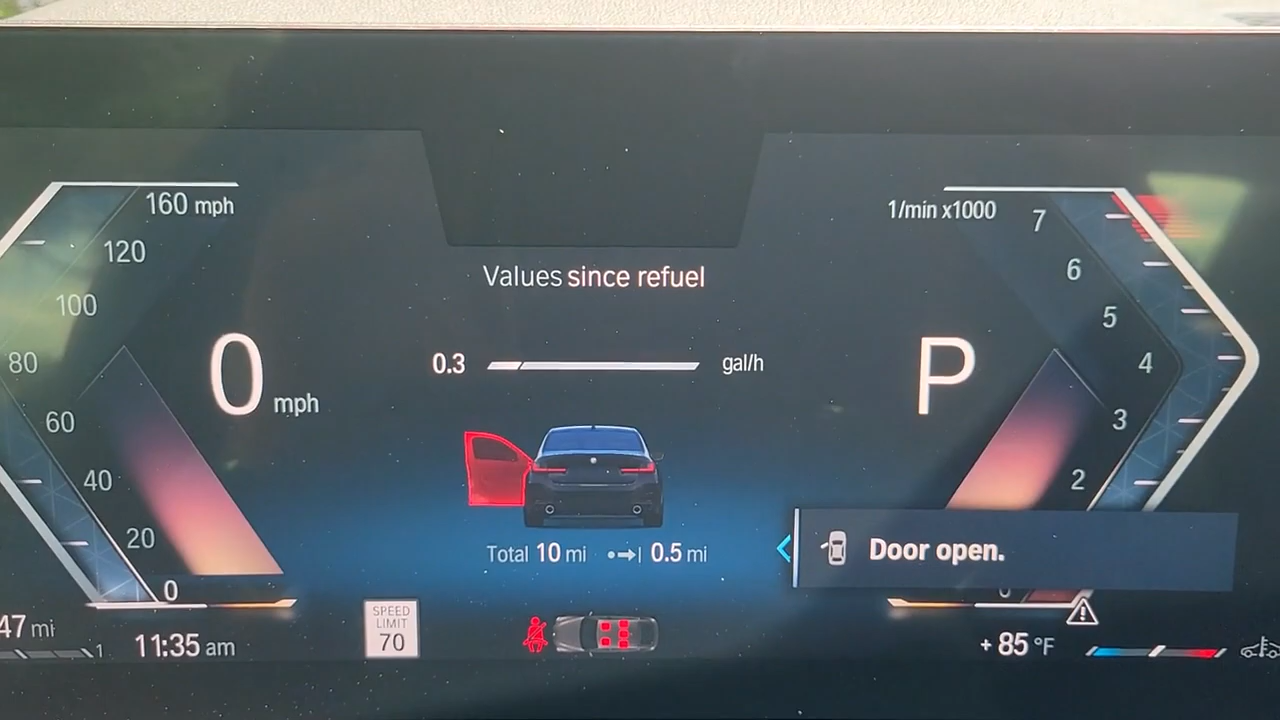 160 mph
120
100
80
60
40
20
0
0 mph
Values since refuel
0.3 gal/h
Total 10 mi 0.5 mi
1/min x1000
7
6
5
4
3
2
P
Door open.
47 mi
1
11:35 am
SPEED
LIMIT
70
+ 85 °F